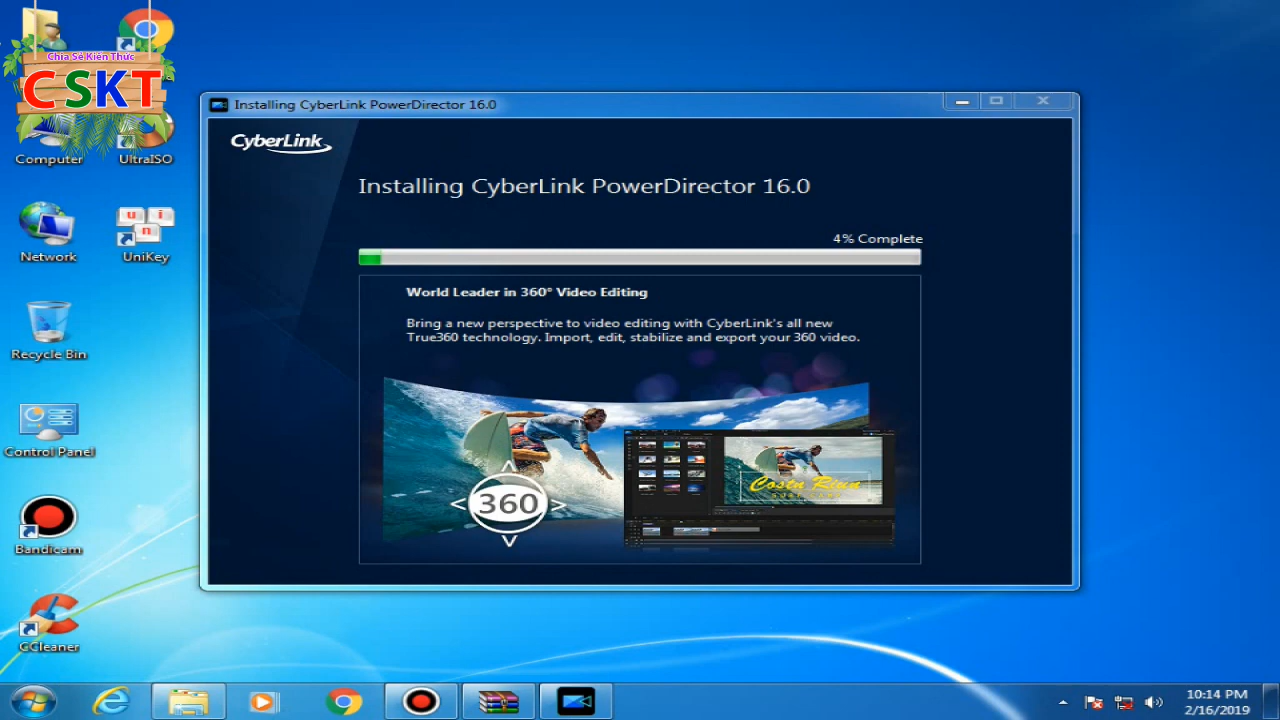 Chia Sẻ Kiến Thức
CSKT
Computer
UltraISO
Network
UniKey
Recycle Bin
Control Panel
Bandicam
CCleaner
Installing CyberLink PowerDirector 16.0
CyberLink
Installing CyberLink PowerDirector 16.0
4% Complete
World Leader in 360° Video Editing
Bring a new perspective to video editing with CyberLink's all new
True360 technology. Import, edit, stabilize and export your 360 video.
360
10:14 PM
2/16/2019